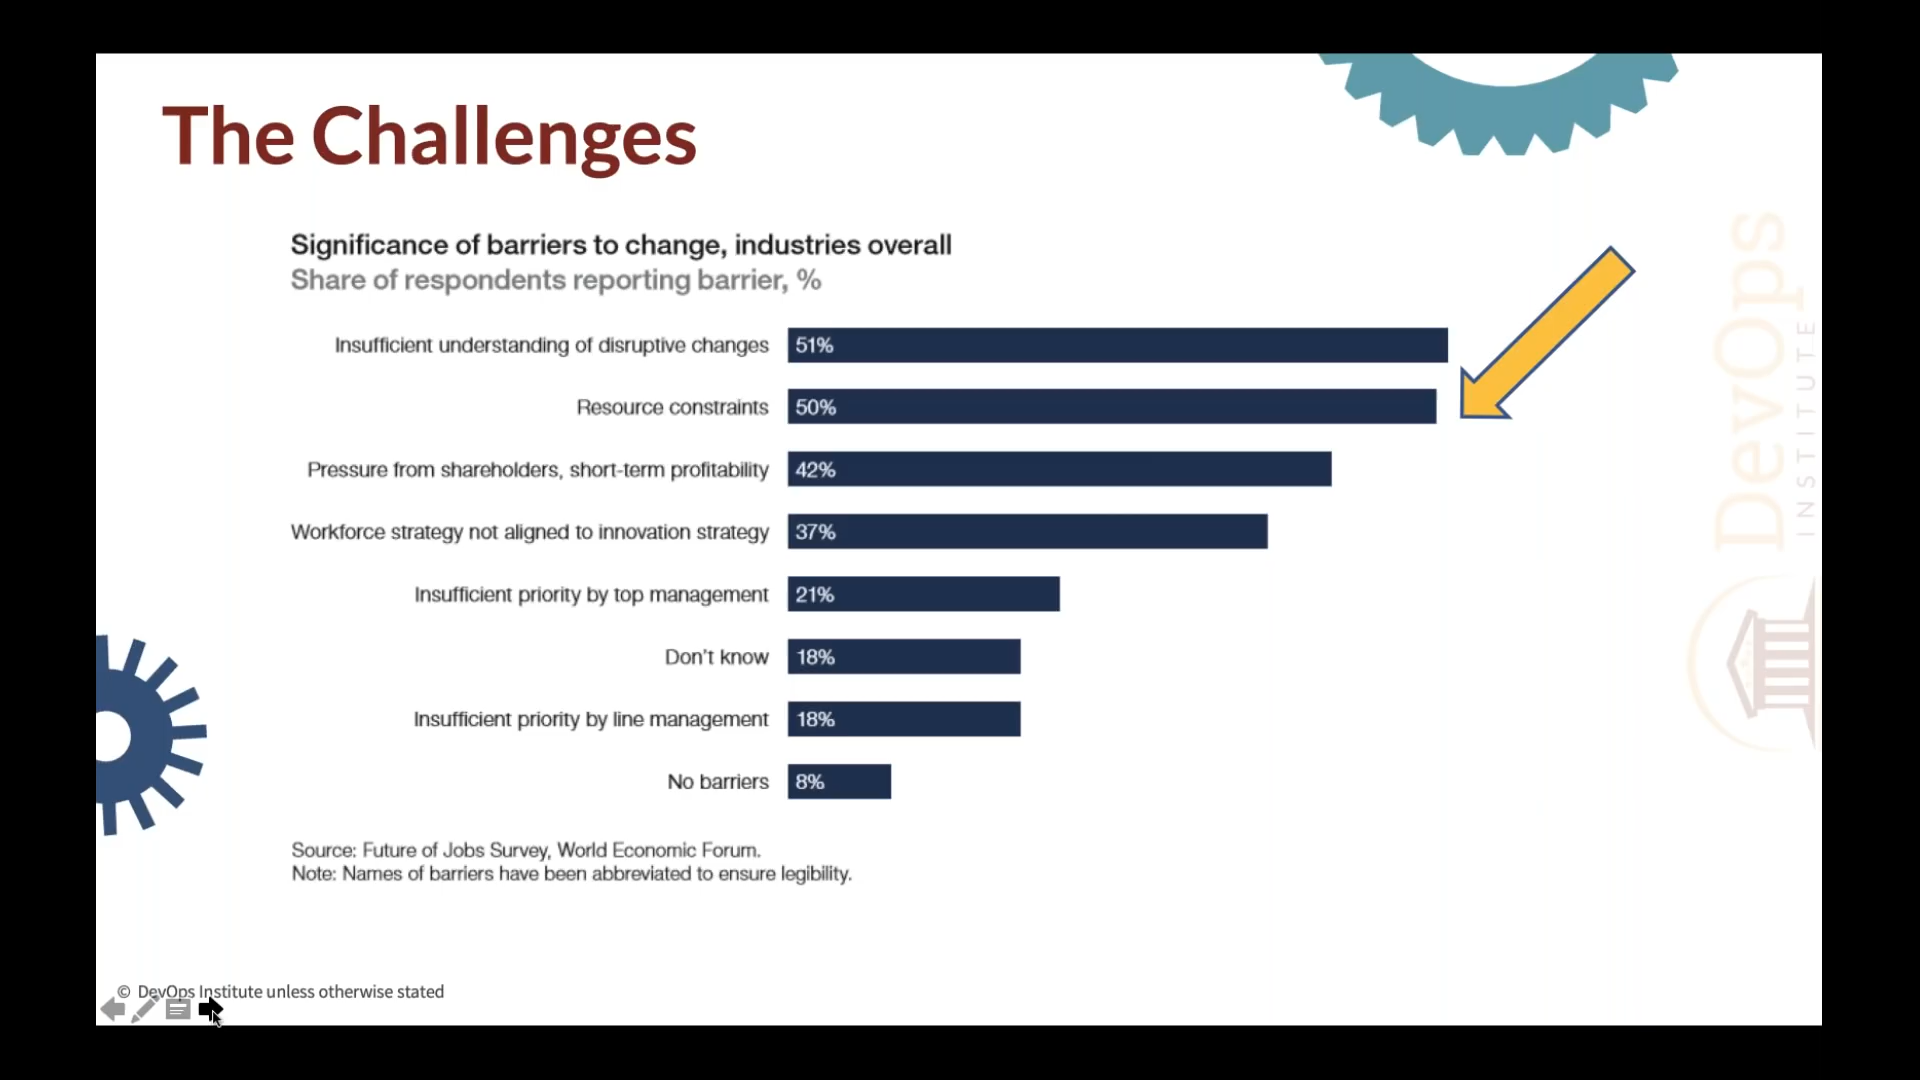 The Challenges
Significance of barriers to change, industries overall
Share of respondents reporting barrier, %
Insufficient understanding of disruptive changes 51%
Resource constraints 50%
Pressure from shareholders, short-term profitability 42%
Workforce strategy not aligned to innovation strategy 37%
Insufficient priority by top management 21%
Don't know 18%
Insufficient priority by line management 18%
No barriers 8%
Source: Future of Jobs Survey, World Economic Forum.
Note: Names of barriers have been abbreviated to ensure legibility.
© DevOps Institute unless otherwise stated
DevOps
INSTITUTE